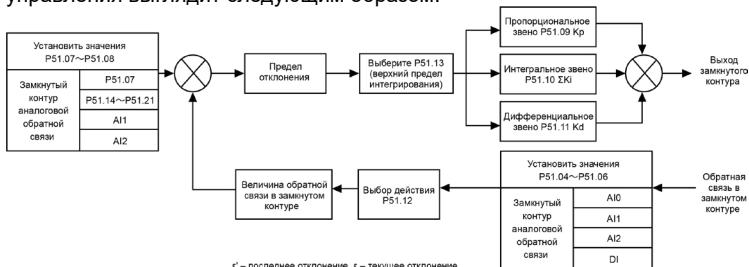 управления выглядит следующим образом:
Установить значения
P51.07～P51.08
Замкнутый
контур
аналоговой
обратной
связи
P51.07
P51.14～P51.21
AI1
AI2
Предел
отклонения
Выберите P51.13
(верхний предел
интегрирования)
Пропорциональное
звено P51.09 Kp
Интегральное звено
P51.10 ΣKi
Дифференциальное
звено P51.11 Kd
Выход
замкнутого
контура
Величина обратной
связи в замкнутом
контуре
Выбор действия
P51.12
Установить значения
P51.04～P51.06
Замкнутый
контур
аналоговой
обратной
связи
AI0
AI1
AI2
DI
Обратная
связь в
замкнутом
контуре
ε' – последнее отклонение, ε – текущее отклонение